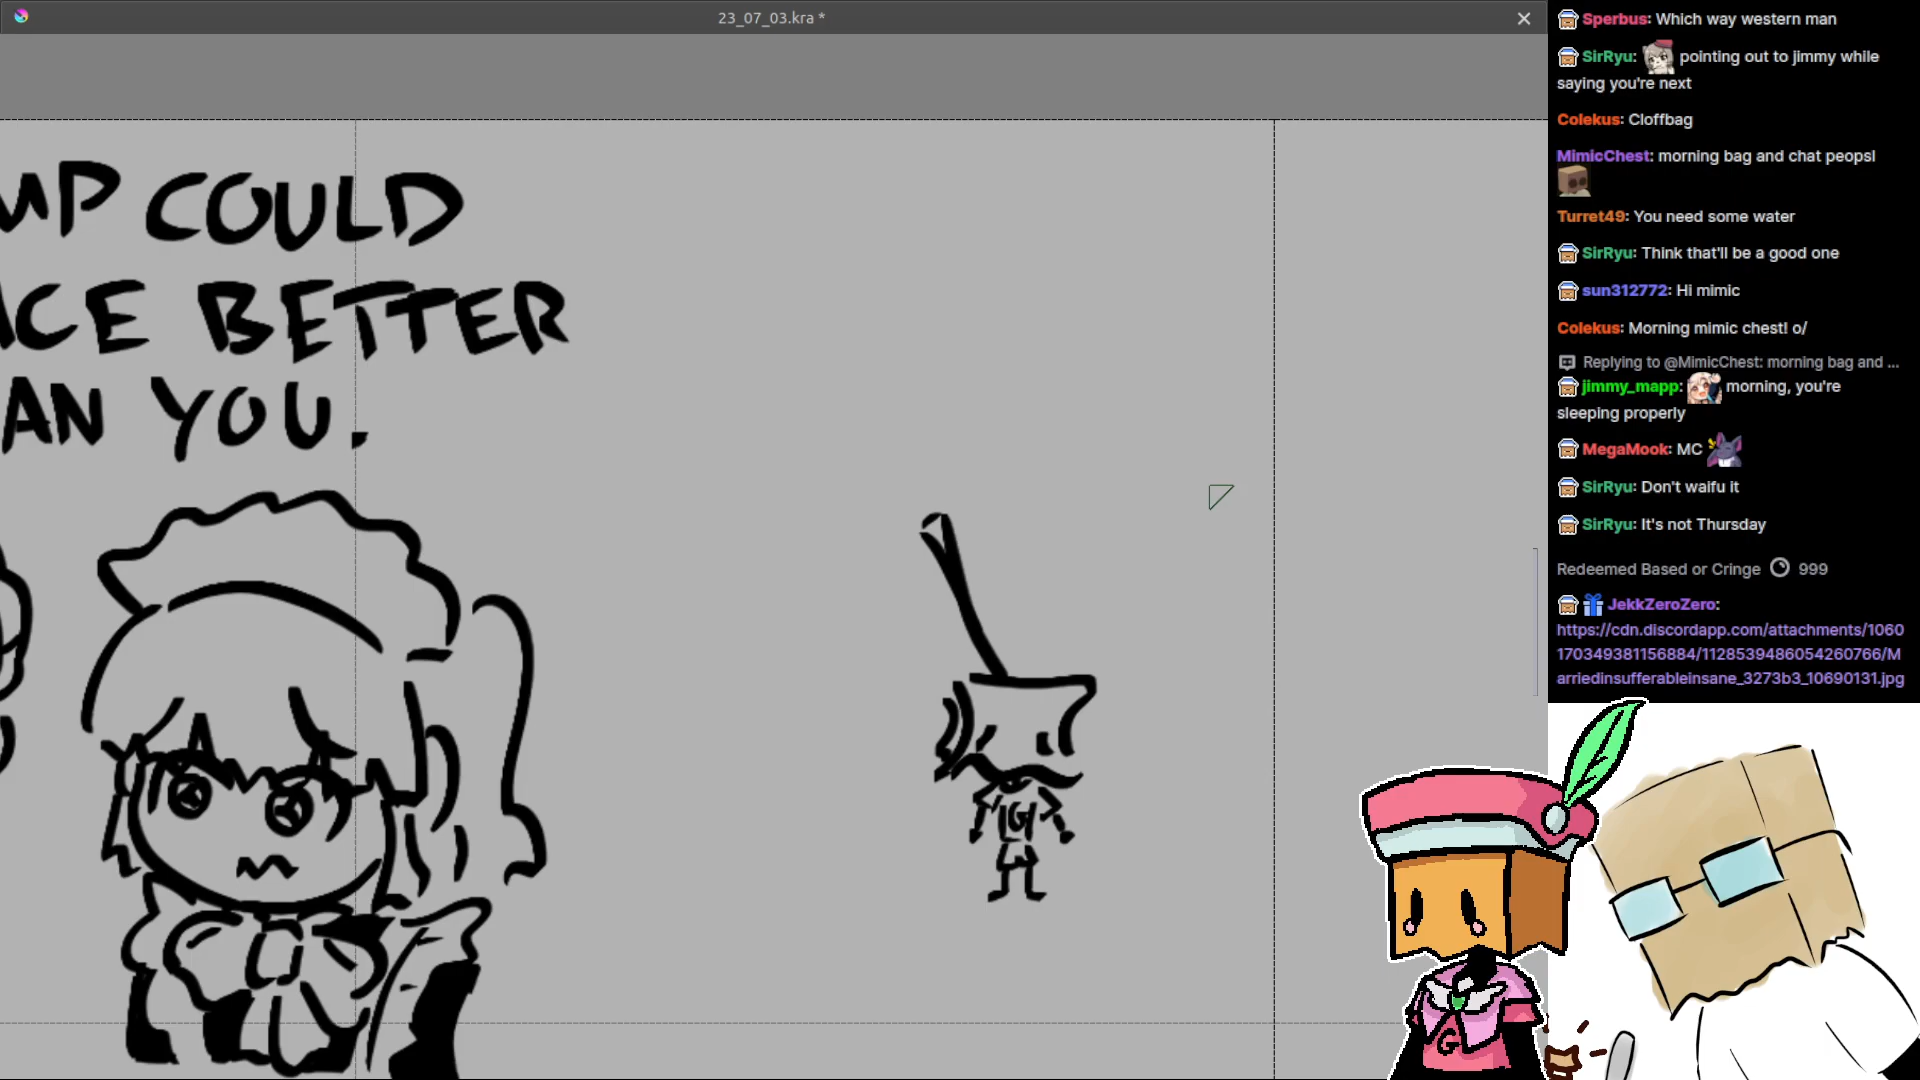 23_07_03.kra *
MP COULD
CE BETTER
AN YOU.
IGI
Sperbus: Which way western man
SirRyu: pointing out to jimmy while
saying you're next
Colekus: Cloffbag
MimicChest: morning bag and chat peops!
Turret49: You need some water
SirRyu: Think that'll be a good one
sun312772: Hi mimic
Colekus: Morning mimic chest! o/
Replying to @MimicChest: morning bag and ...
jimmy_mapp: morning, you're
sleeping properly
MegaMook: MC
SirRyu: Don't waifu it
SirRyu: It's not Thursday
Redeemed Based or Cringe 999
JekkZeroZero:
https://cdn.discordapp.com/attachments/1060
170349381156884/1128539486054260766/M
arriedinsufferableinsane_3273b3_10690131.jpg
G